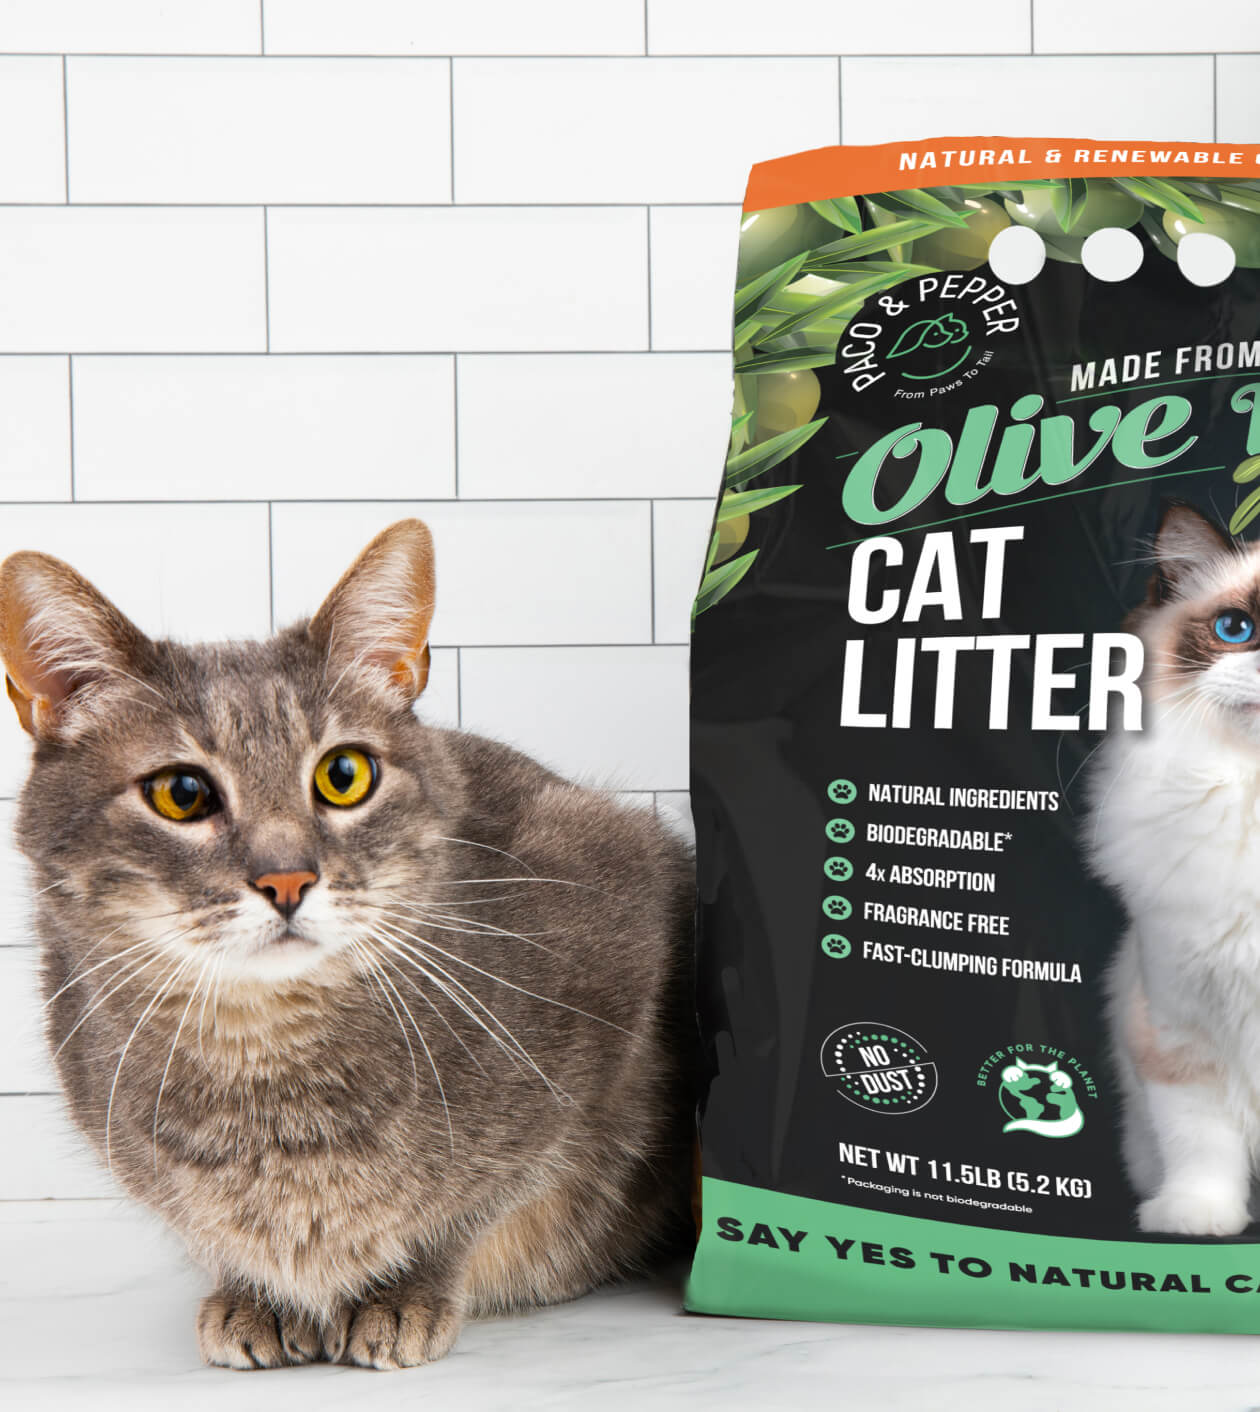 NATURAL & RENEWABLE
PACO & PEPPER
From Paws To Tail
MADE FROM
Olive
CAT
LITTER
NATURAL INGREDIENTS
BIODEGRADABLE*
4x ABSORPTION
FRAGRANCE FREE
FAST-CLUMPING FORMULA
NO
DUST
BETTER FOR THE PLANET
NET WT 11.5LB (5.2 KG)
*Packaging is not biodegradable
SAY YES TO NATURAL